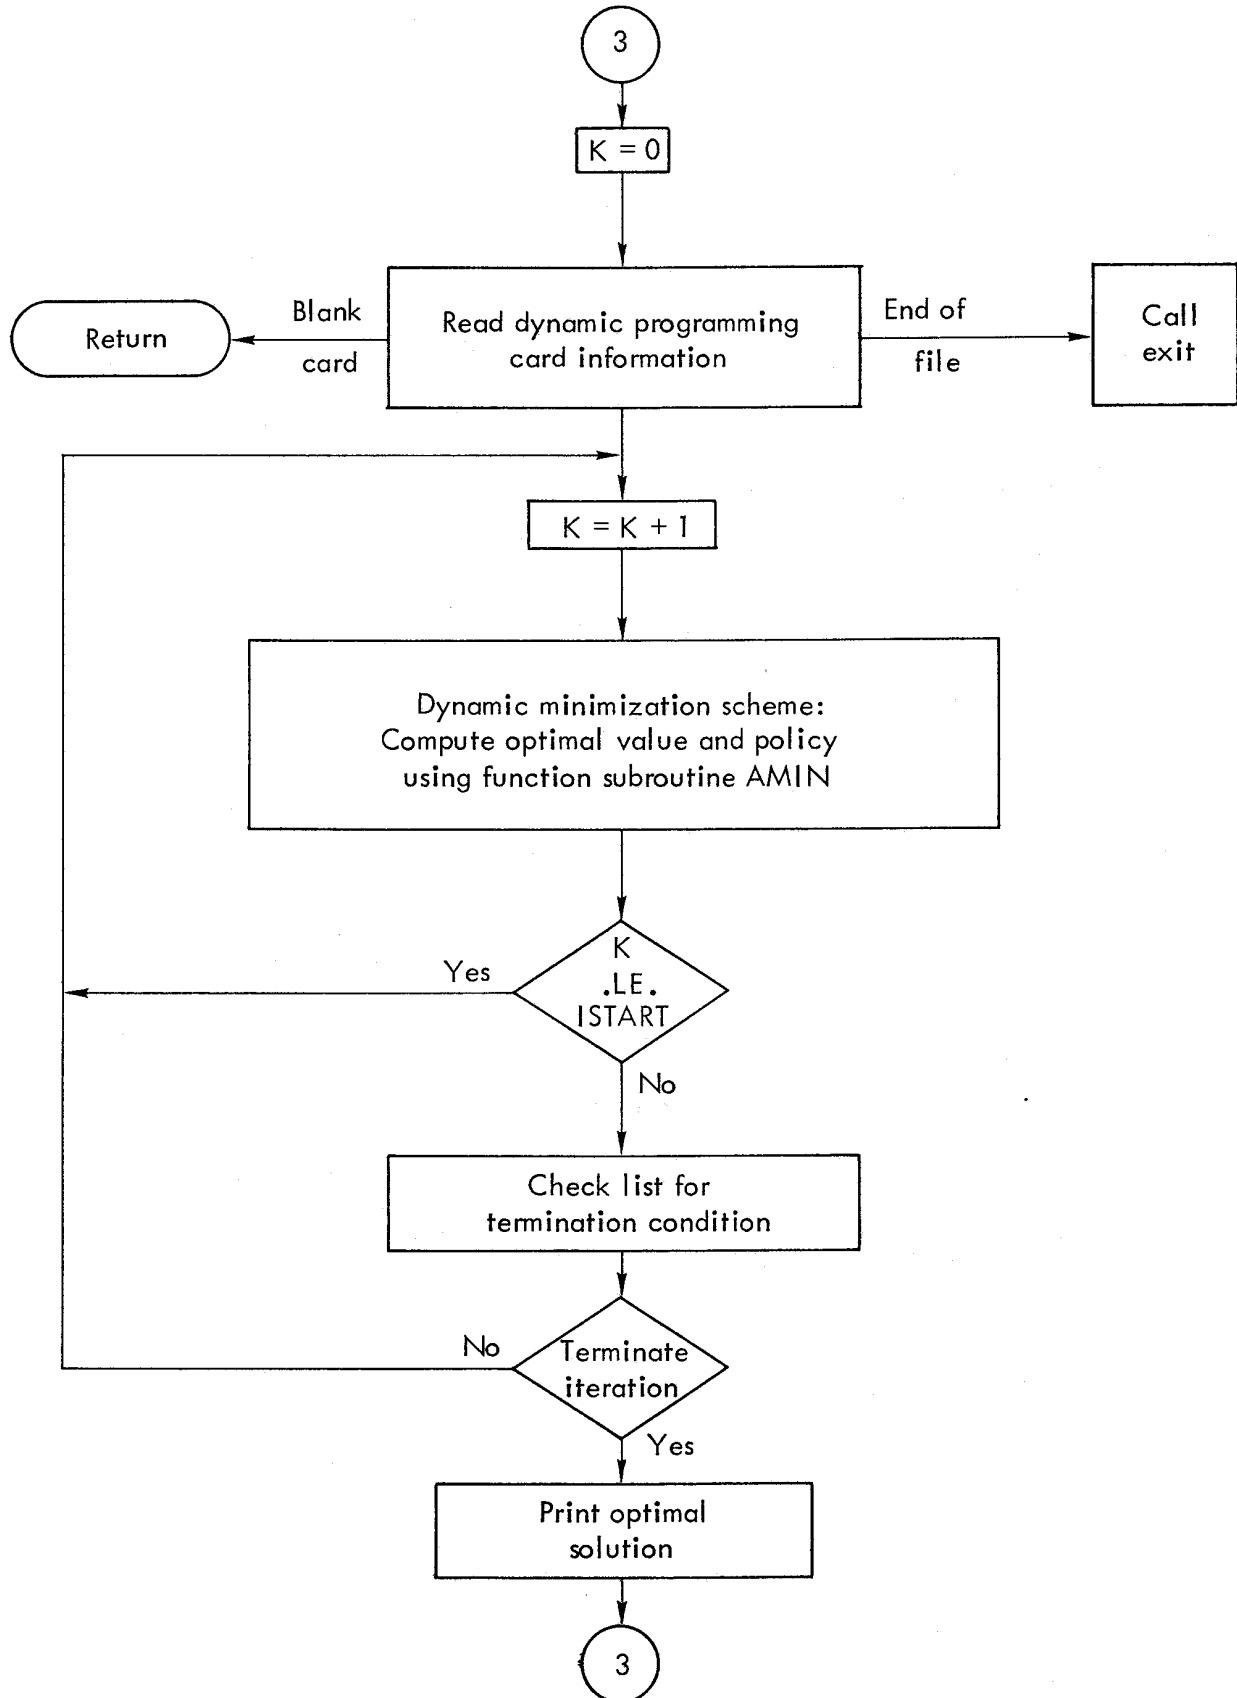 3
K = 0
Blank
card
Return
Read dynamic programming
card information
End of
file
Call
exit
K = K + 1
Dynamic minimization scheme:
Compute optimal value and policy
using function subroutine AMIN
K
.LE.
ISTART
Yes
No
Check list for
termination condition
Terminate
iteration
No
Yes
Print optimal
solution
3